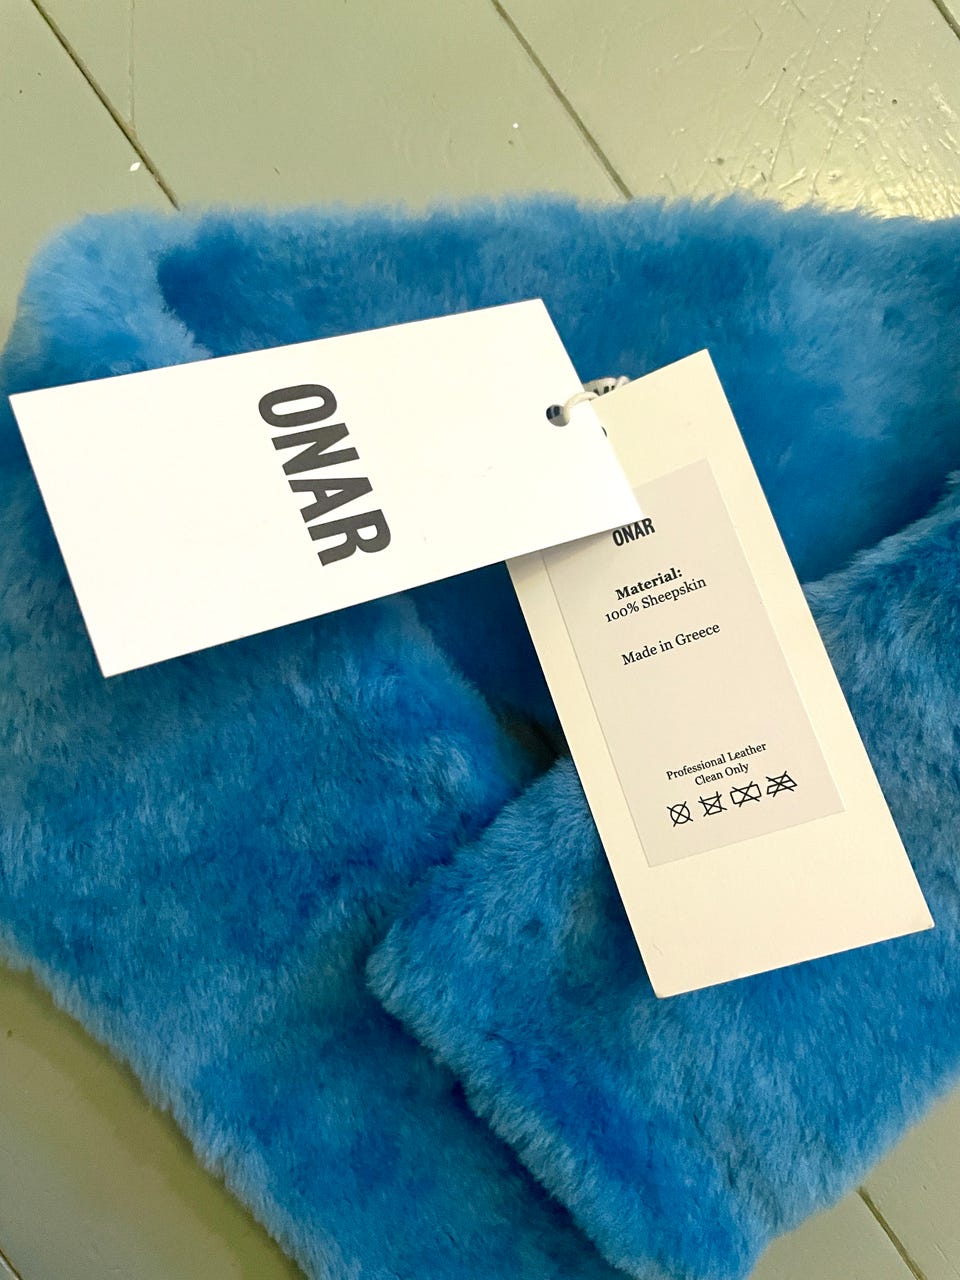 ONAR
ONAR
Material:
100% Sheepskin
Made in Greece
Professional Leather
Clean Only